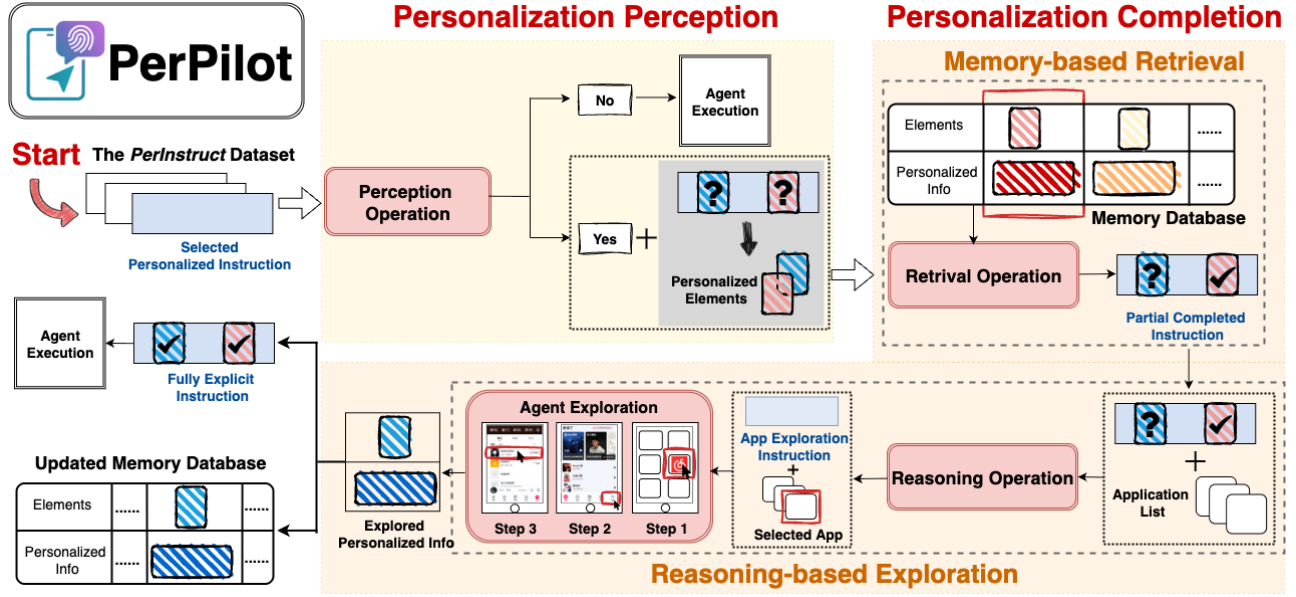 PerPilot
Personalization Perception
Personalization Completion
Start
The PerInstruct Dataset
Selected
Personalized Instruction
Perception
Operation
No
Agent
Execution
Yes
+
?
?
Personalized
Elements
Memory-based Retrieval
Elements
......
Personalized
Info
......
Memory Database
Retrival Operation
?
Partial Completed
Instruction
?
+
Application
List
Reasoning Operation
App Exploration
Instruction
+
Selected App
Agent Exploration
Step 3
Step 2
Step 1
Explored
Personalized Info
Reasoning-based Exploration
Agent
Execution
Fully Explicit
Instruction
Updated Memory Database
Elements
......
......
Personalized
Info
......
......